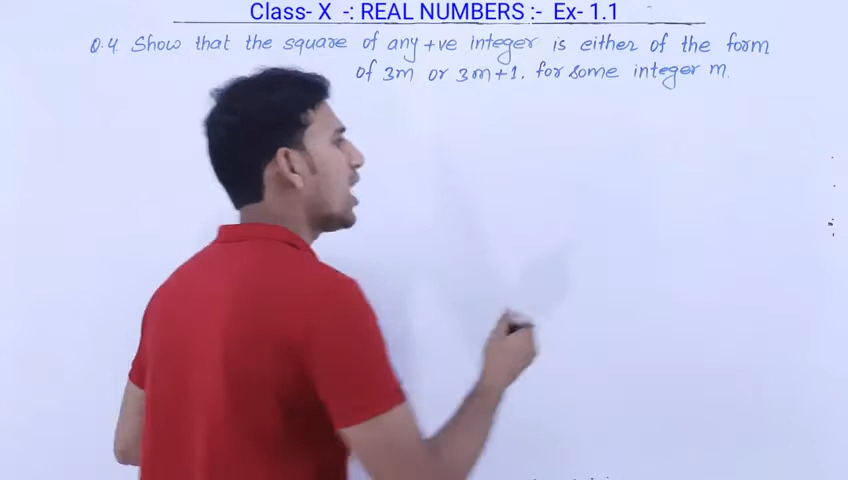 Class- X -: REAL NUMBERS :- Ex- 1.1
Q.4. Show that the square of any +ve integer is either of the form
of 3m or 3m+1. for some integer m.